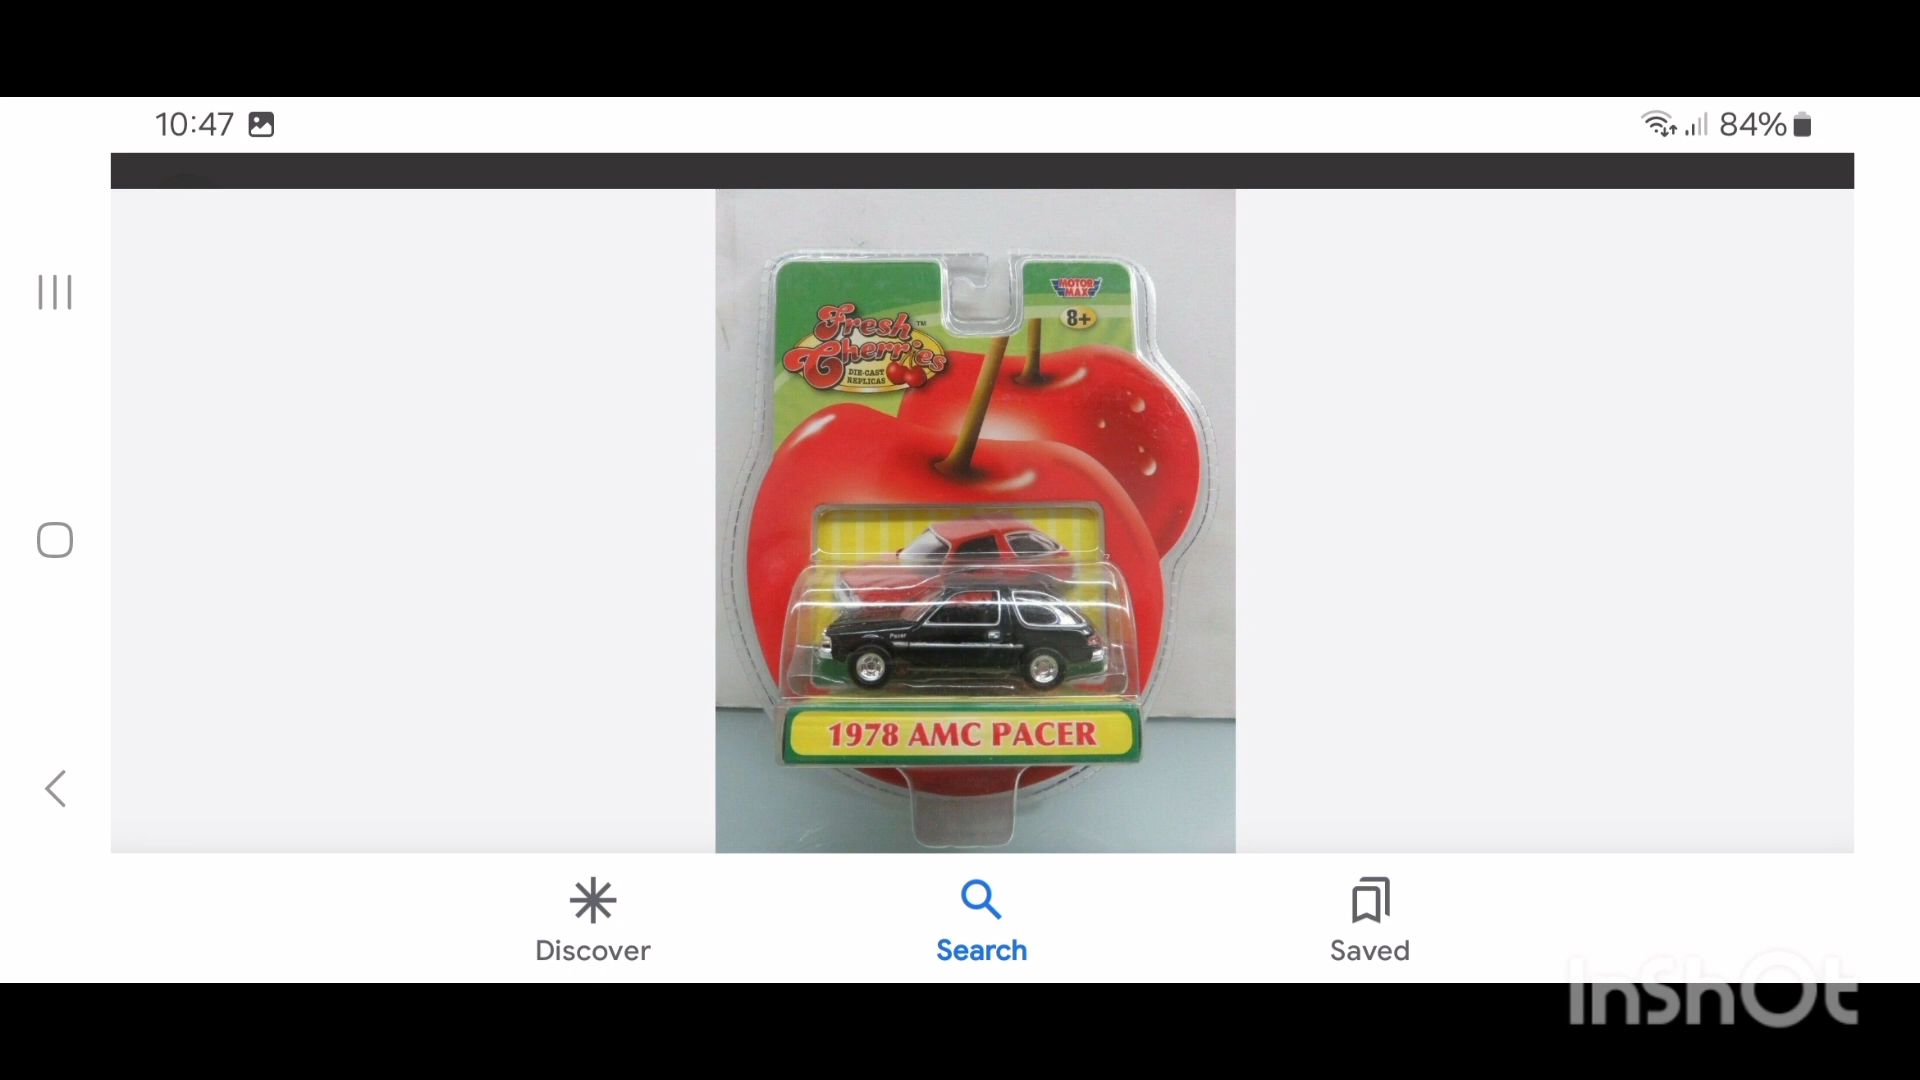 10:47
84%
Fresh
Cherries
TM
DIE-CAST
REPLICAS
MOTOR
MAX
8+
Pacer
1978 AMC PACER
Discover
Search
Saved
InShOt